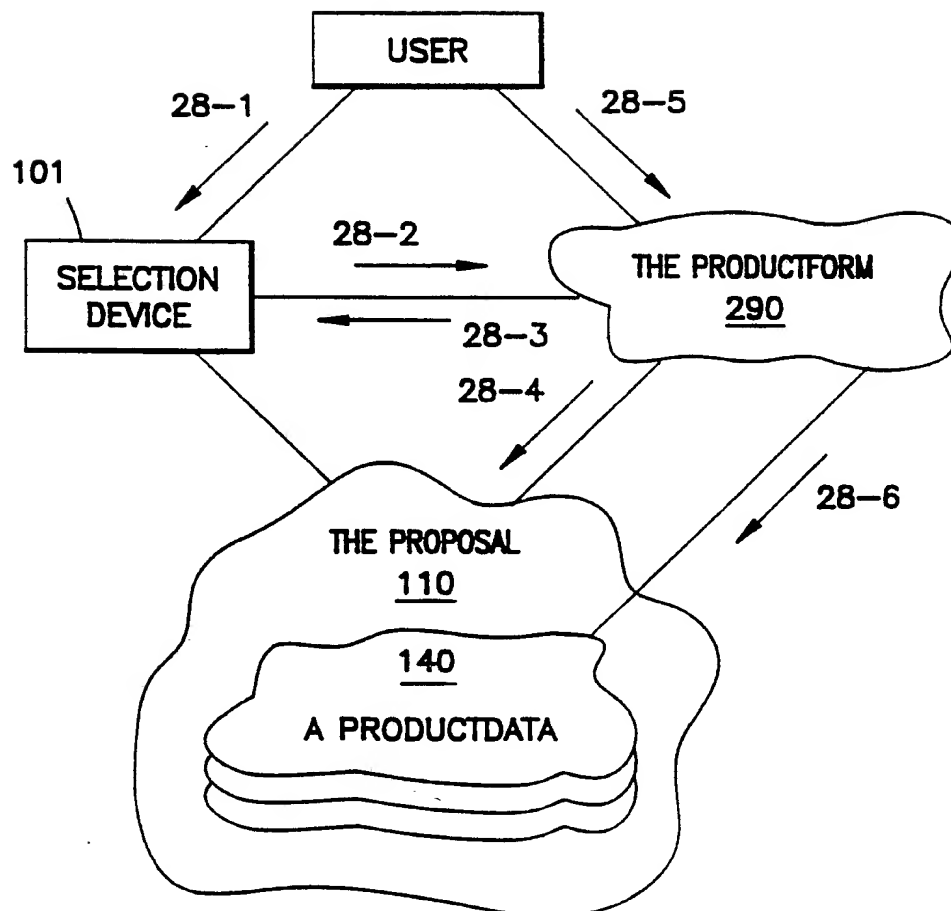 USER
28-1
28-5
101
28-2
SELECTION
DEVICE
THE PRODUCTFORM
290
28-3
28-4
28-6
THE PROPOSAL
110
140
A PRODUCTDATA